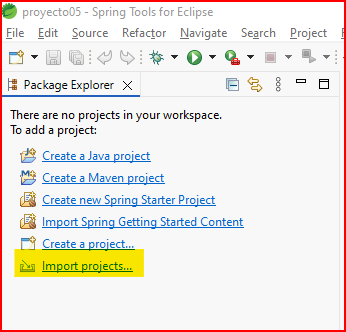 proyecto05 - Spring Tools for Eclipse
File Edit Source Refactor Navigate Search Project
Package Explorer
There are no projects in your workspace.
To add a project:
Create a Java project
Create a Maven project
Create new Spring Starter Project
Import Spring Getting Started Content
Create a project...
Import projects...